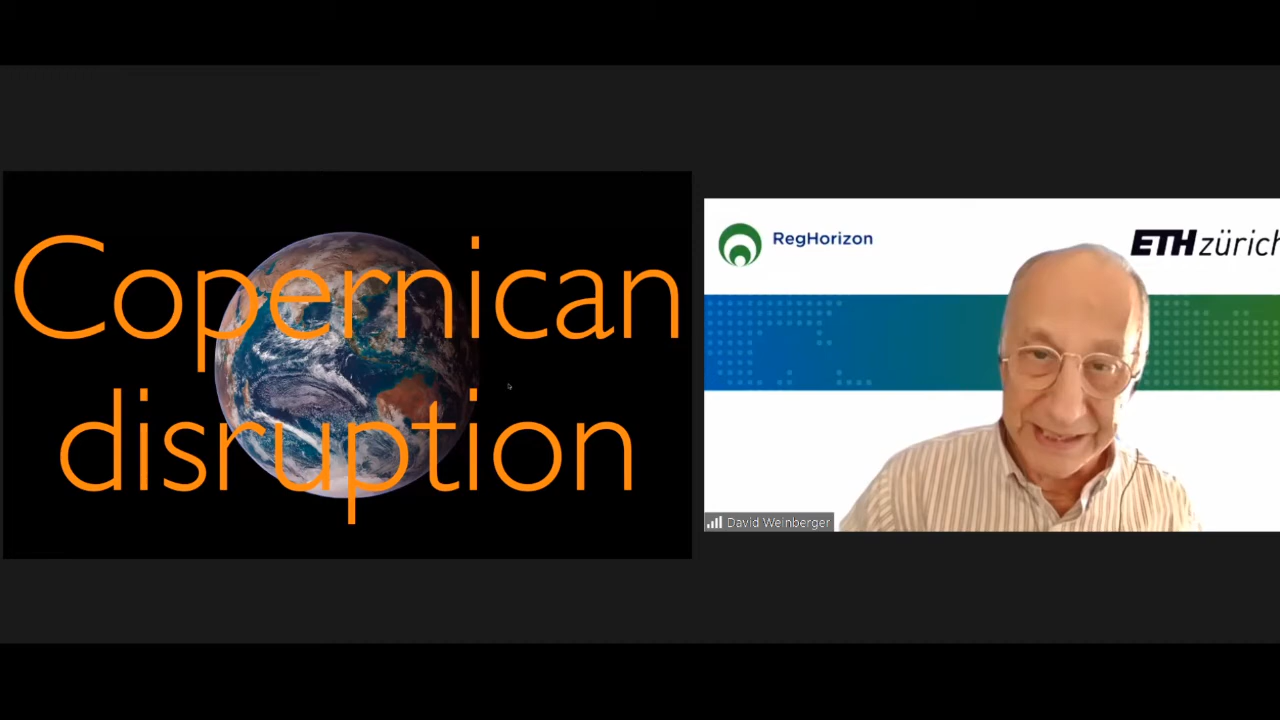 Copernican
disruption
RegHorizon
ETH zürich
David Weinberger